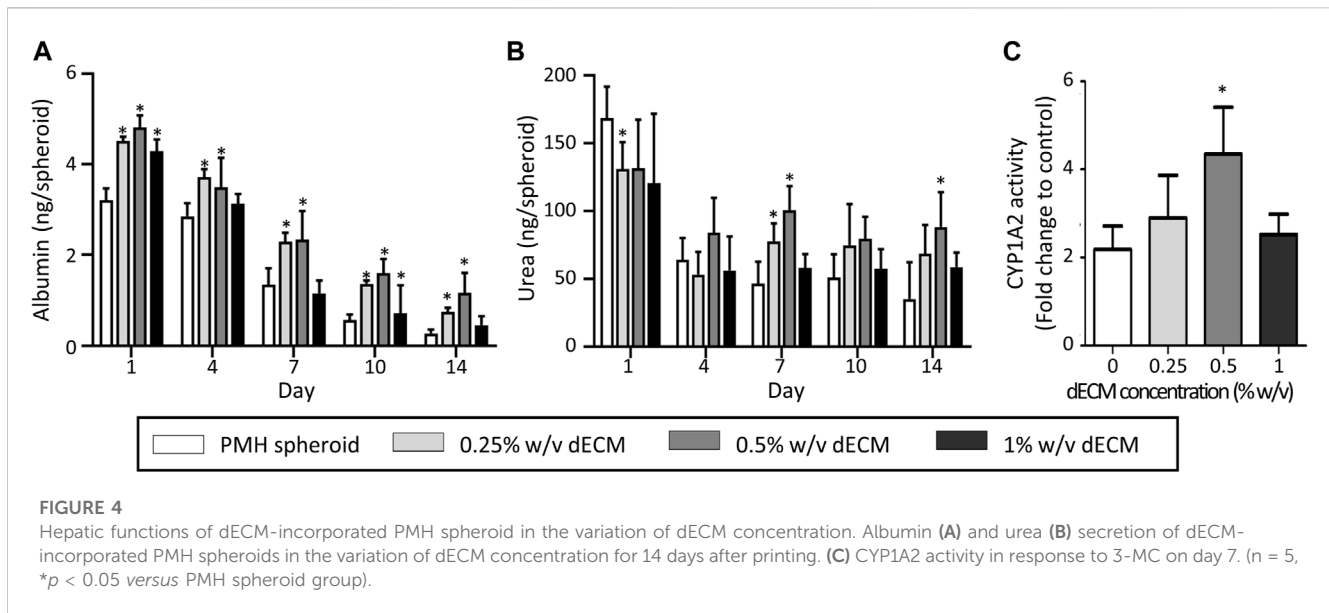 A
B
C
6
4
2
0
Albumin (ng/spheroid)
* * *
* *
* *
* * *
* *
1 4 7 10 14
Day
200
150
100
50
0
Urea (ng/spheroid)
*
* *
*
1 4 7 10 14
Day
6
4
2
0
CYP1A2 activity
(Fold change to control)
*
0 0.25 0.5 1
dECM concentration (% w/v)
PMH spheroid 0.25% w/v dECM 0.5% w/v dECM 1% w/v dECM
FIGURE 4
Hepatic functions of dECM-incorporated PMH spheroid in the variation of dECM concentration. Albumin (A) and urea (B) secretion of dECM-
incorporated PMH spheroids in the variation of dECM concentration for 14 days after printing. (C) CYP1A2 activity in response to 3-MC on day 7. (n = 5,
*p < 0.05 versus PMH spheroid group).